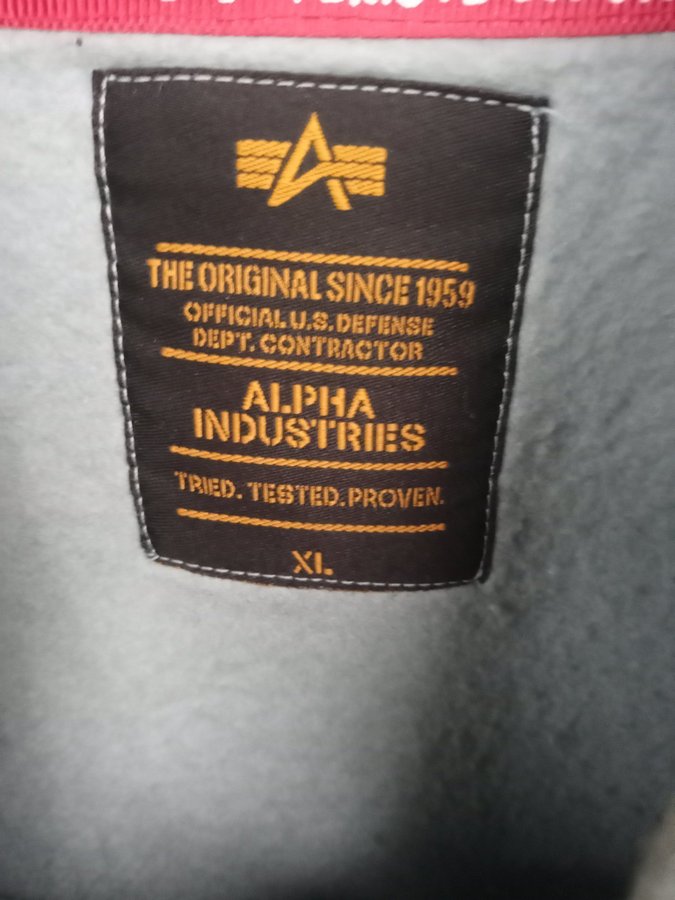 THE ORIGINAL SINCE 1959
OFFICIAL U.S. DEFENSE
DEPT. CONTRACTOR
ALPHA
INDUSTRIES
TRIED. TESTED. PROVEN.
XL